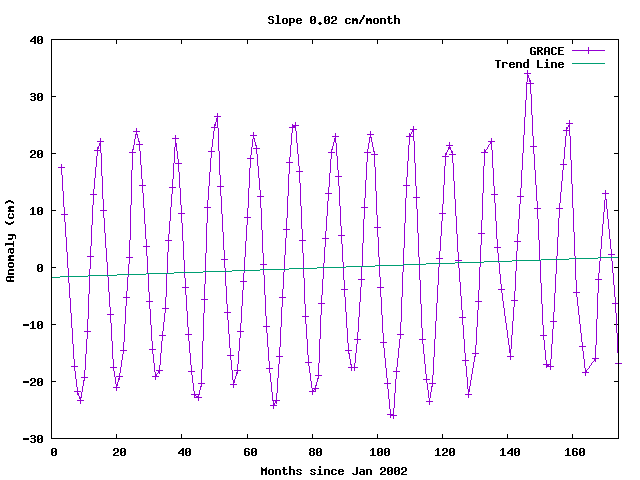 Slope 0.02 cm/month
GRACE
Trend Line
Anomaly (cm)
40
30
20
10
0
-10
-20
-30
0 20 40 60 80 100 120 140 160
Months since Jan 2002